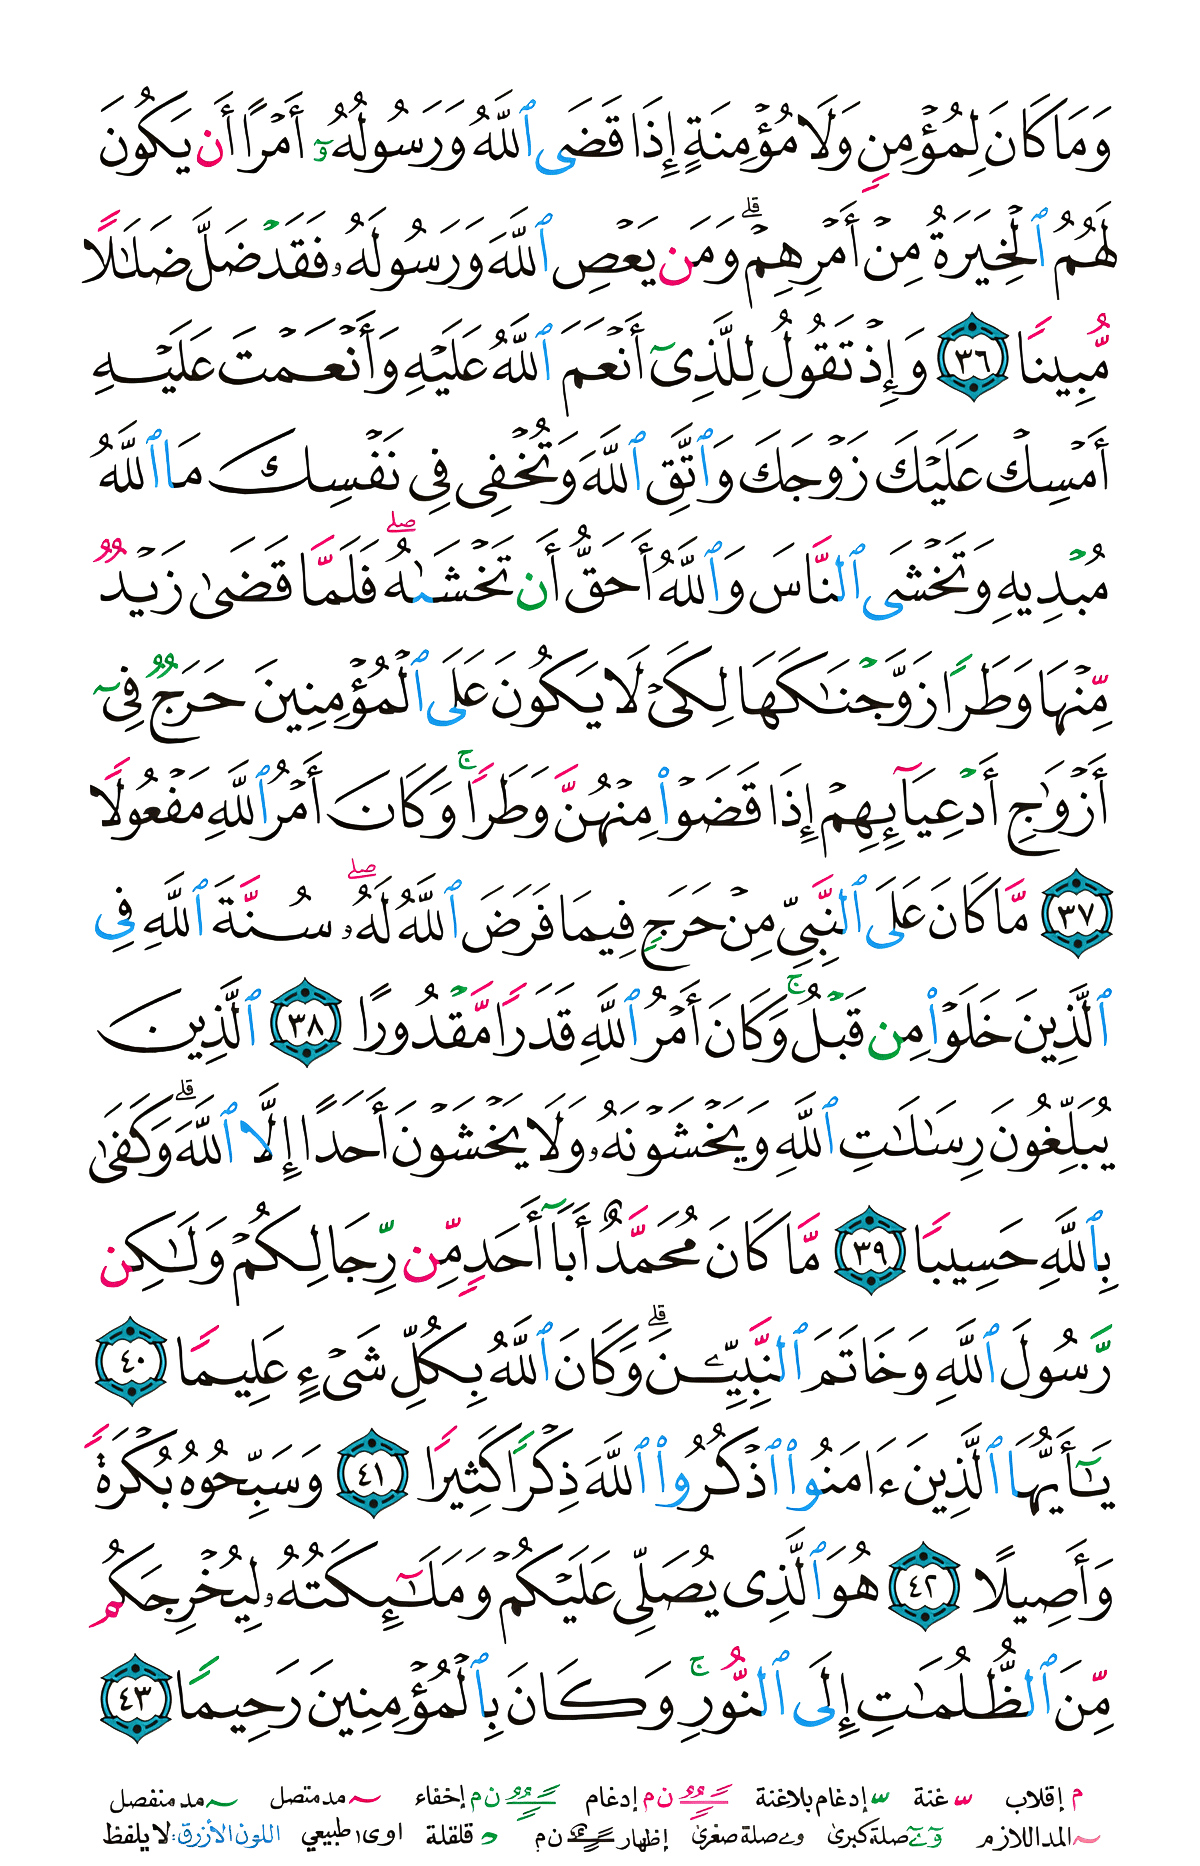 وَمَا كَانَ لِمُؤۡمِنٖ وَلَا مُؤۡمِنَةٍ إِذَا قَضَى ٱللَّهُ وَرَسُولُهُۥٓ أَمۡرًا أَن يَكُونَ
لَهُمُ ٱلۡخِيَرَةُ مِنۡ أَمۡرِهِمۡۗ وَمَن يَعۡصِ ٱللَّهَ وَرَسُولَهُۥ فَقَدۡ ضَلَّ ضَلَٰلٗا
مُّبِينٗا ٣٦ وَإِذۡ تَقُولُ لِلَّذِيٓ أَنۡعَمَ ٱللَّهُ عَلَيۡهِ وَأَنۡعَمۡتَ عَلَيۡهِ
أَمۡسِكۡ عَلَيۡكَ زَوۡجَكَ وَٱتَّقِ ٱللَّهَ وَتُخۡفِي فِي نَفۡسِكَ مَا ٱللَّهُ
مُبۡدِيهِ وَتَخۡشَى ٱلنَّاسَ وَٱللَّهُ أَحَقُّ أَن تَخۡشَىٰهُۖ فَلَمَّا قَضَىٰ زَيۡدٞ
مِّنۡهَا وَطَرٗا زَوَّجۡنَٰكَهَا لِكَيۡ لَا يَكُونَ عَلَى ٱلۡمُؤۡمِنِينَ حَرَجٞ فِيٓ
أَزۡوَٰجِ أَدۡعِيَآئِهِمۡ إِذَا قَضَوۡاْ مِنۡهُنَّ وَطَرٗاۚ وَكَانَ أَمۡرُ ٱللَّهِ مَفۡعُولٗا
٣٧ مَّا كَانَ عَلَى ٱلنَّبِيِّ مِنۡ حَرَجٖ فِيمَا فَرَضَ ٱللَّهُ لَهُۥۖ سُنَّةَ ٱللَّهِ فِي
ٱلَّذِينَ خَلَوۡاْ مِن قَبۡلُۚ وَكَانَ أَمۡرُ ٱللَّهِ قَدَرٗا مَّقۡدُورًا ٣٨ ٱلَّذِينَ
يُبَلِّغُونَ رِسَٰلَٰتِ ٱللَّهِ وَيَخۡشَوۡنَهُۥ وَلَا يَخۡشَوۡنَ أَحَدًا إِلَّا ٱللَّهَۗ وَكَفَىٰ
بِٱللَّهِ حَسِيبٗا ٣٩ مَّا كَانَ مُحَمَّدٌ أَبَآ أَحَدٖ مِّن رِّجَالِكُمۡ وَلَٰكِن
رَّسُولَ ٱللَّهِ وَخَاتَمَ ٱلنَّبِيِّـۧنَۗ وَكَانَ ٱللَّهُ بِكُلِّ شَيۡءٍ عَلِيمٗا ٤٠
يَٰٓأَيُّهَا ٱلَّذِينَ ءَامَنُواْ ٱذۡكُرُواْ ٱللَّهَ ذِكۡرٗا كَثِيرٗا ٤١ وَسَبِّحُوهُ بُكۡرَةٗ
وَأَصِيلًا ٤٢ هُوَ ٱلَّذِي يُصَلِّي عَلَيۡكُمۡ وَمَلَٰٓئِكَتُهُۥ لِيُخۡرِجَكُم
مِّنَ ٱلظُّلُمَٰتِ إِلَى ٱلنُّورِۚ وَكَانَ بِٱلۡمُؤۡمِنِينَ رَحِيمٗا ٤٣
م إقلاب غنة إدغام بلاغنة ن م إدغام ن م إخفاء مد متصل مد منفصل
المد اللازم صلة كبرى و ے صلة صغرى إظهار ن م قلقلة اوى ا طبيعي اللون الأزرق: لا يلفظ